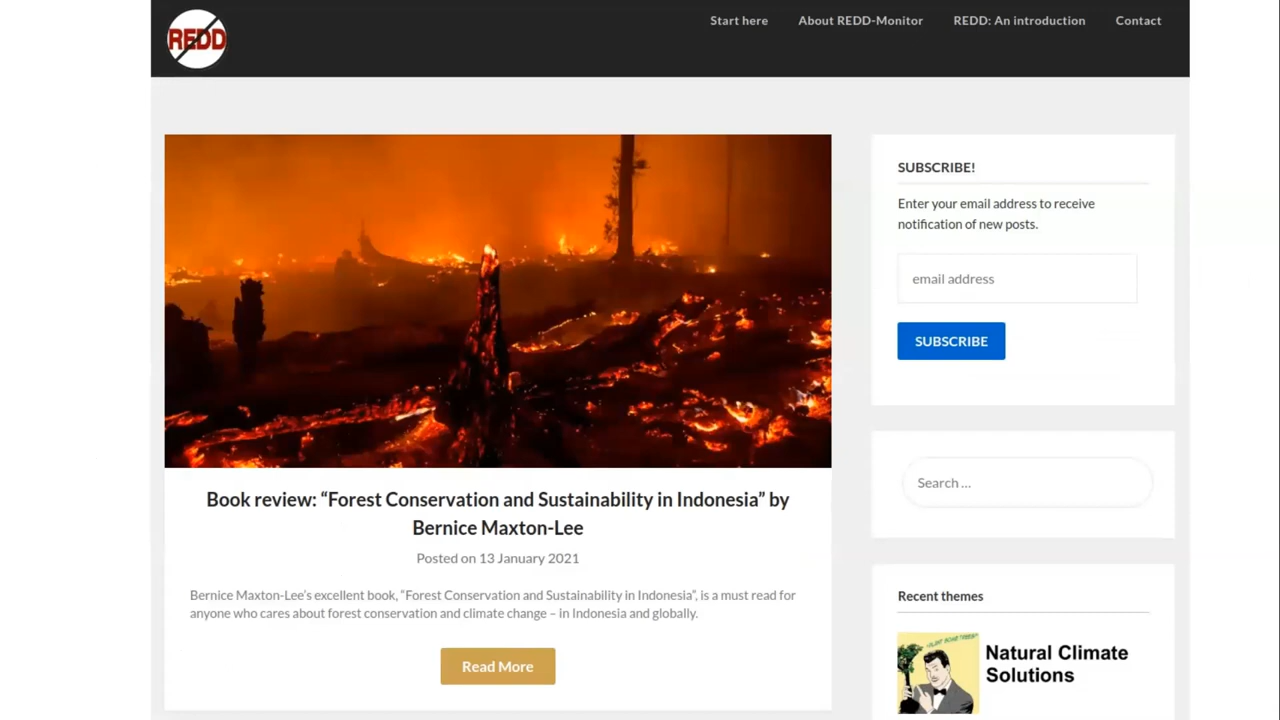 REDD
Start here
About REDD-Monitor
REDD: An introduction
Contact
Book review: “Forest Conservation and Sustainability in Indonesia” by
Bernice Maxton-Lee
Posted on 13 January 2021
Bernice Maxton-Lee’s excellent book, “Forest Conservation and Sustainability in Indonesia”, is a must read for
anyone who cares about forest conservation and climate change – in Indonesia and globally.
Read More
SUBSCRIBE!
Enter your email address to receive
notification of new posts.
email address
SUBSCRIBE
Search …
Recent themes
Natural Climate
Solutions